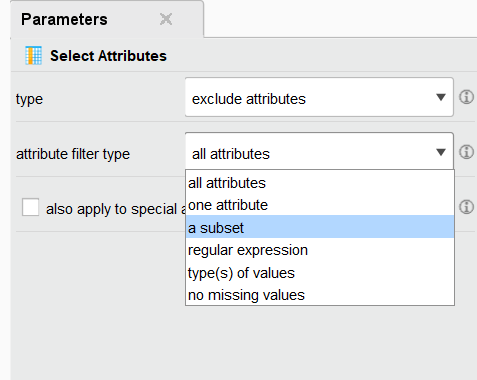 Parameters
Select Attributes
type
exclude attributes
attribute filter type
all attributes
all attributes
one attribute
also apply to special
a subset
regular expression
type(s) of values
no missing values